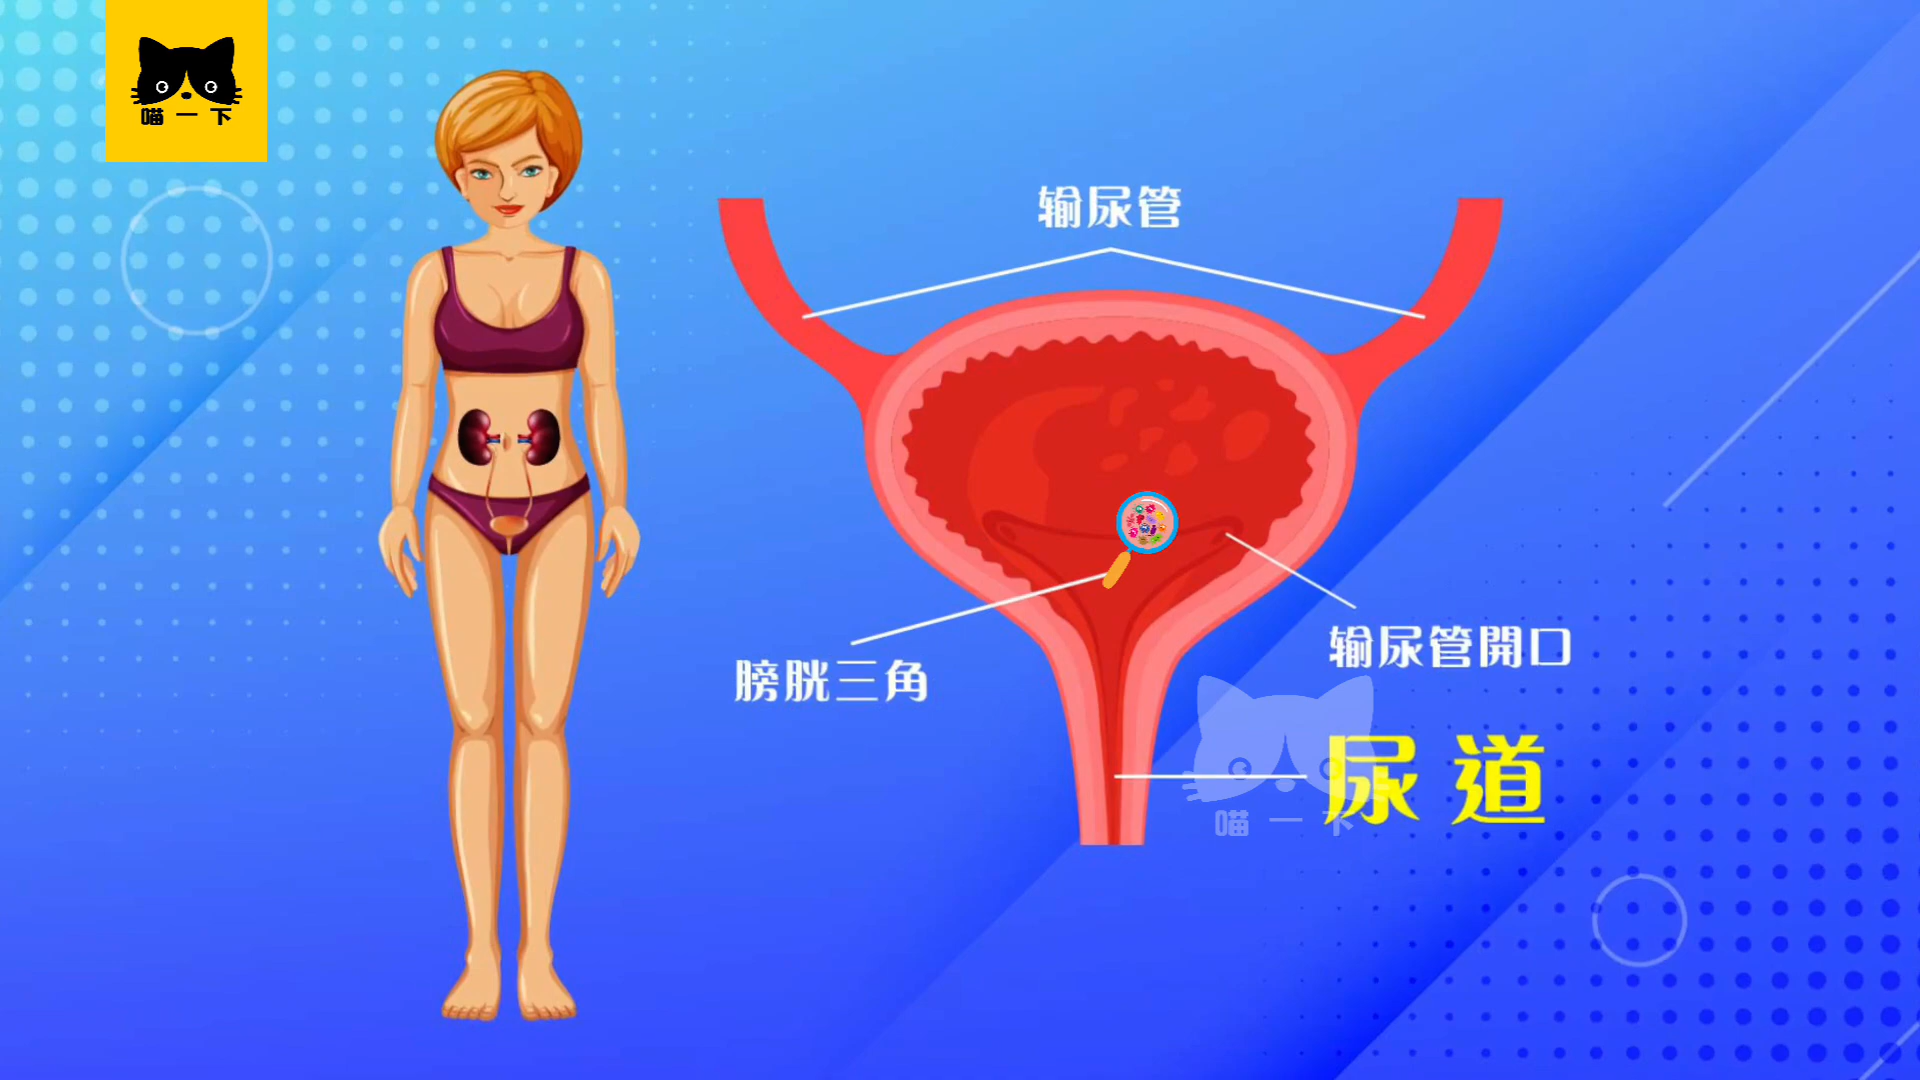 喵一下
输尿管
膀胱三角
输尿管開口
尿道
喵一下